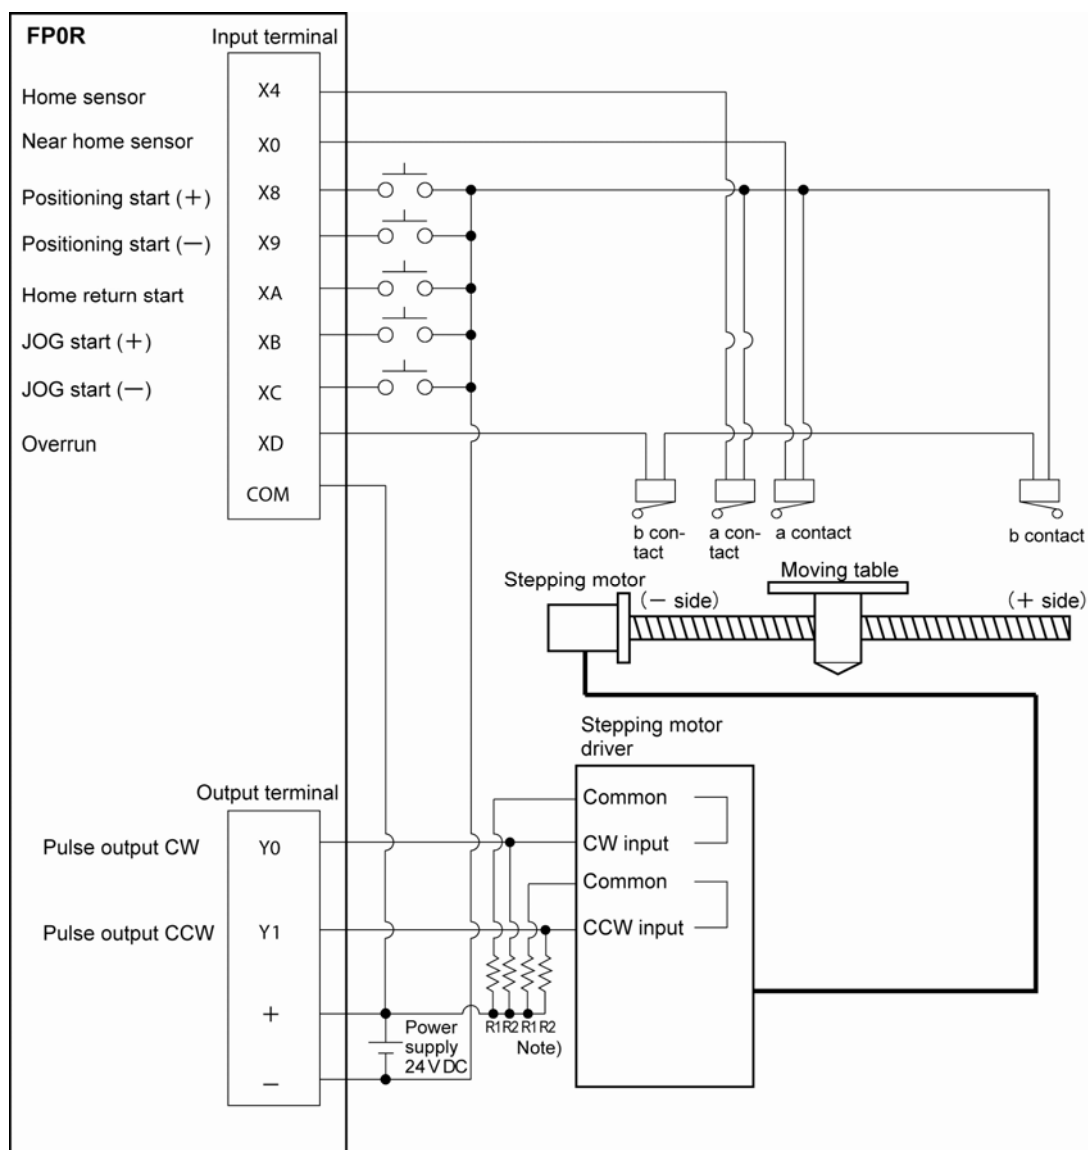 FP0R
Input terminal
Home sensor
X4
Near home sensor
X0
Positioning start (+)
X8
Positioning start (—)
X9
Home return start
XA
JOG start (+)
XB
JOG start (—)
XC
Overrun
XD
COM
b con-
tact
a con-
tact
a contact
b contact
Stepping motor
(— side)
Moving table
(+ side)
Stepping motor
driver
Output terminal
Common
Pulse output CW
Y0
CW input
Common
Pulse output CCW
Y1
CCW input
+
Power
supply
24 V DC
R1 R2 R1 R2
Note)
—